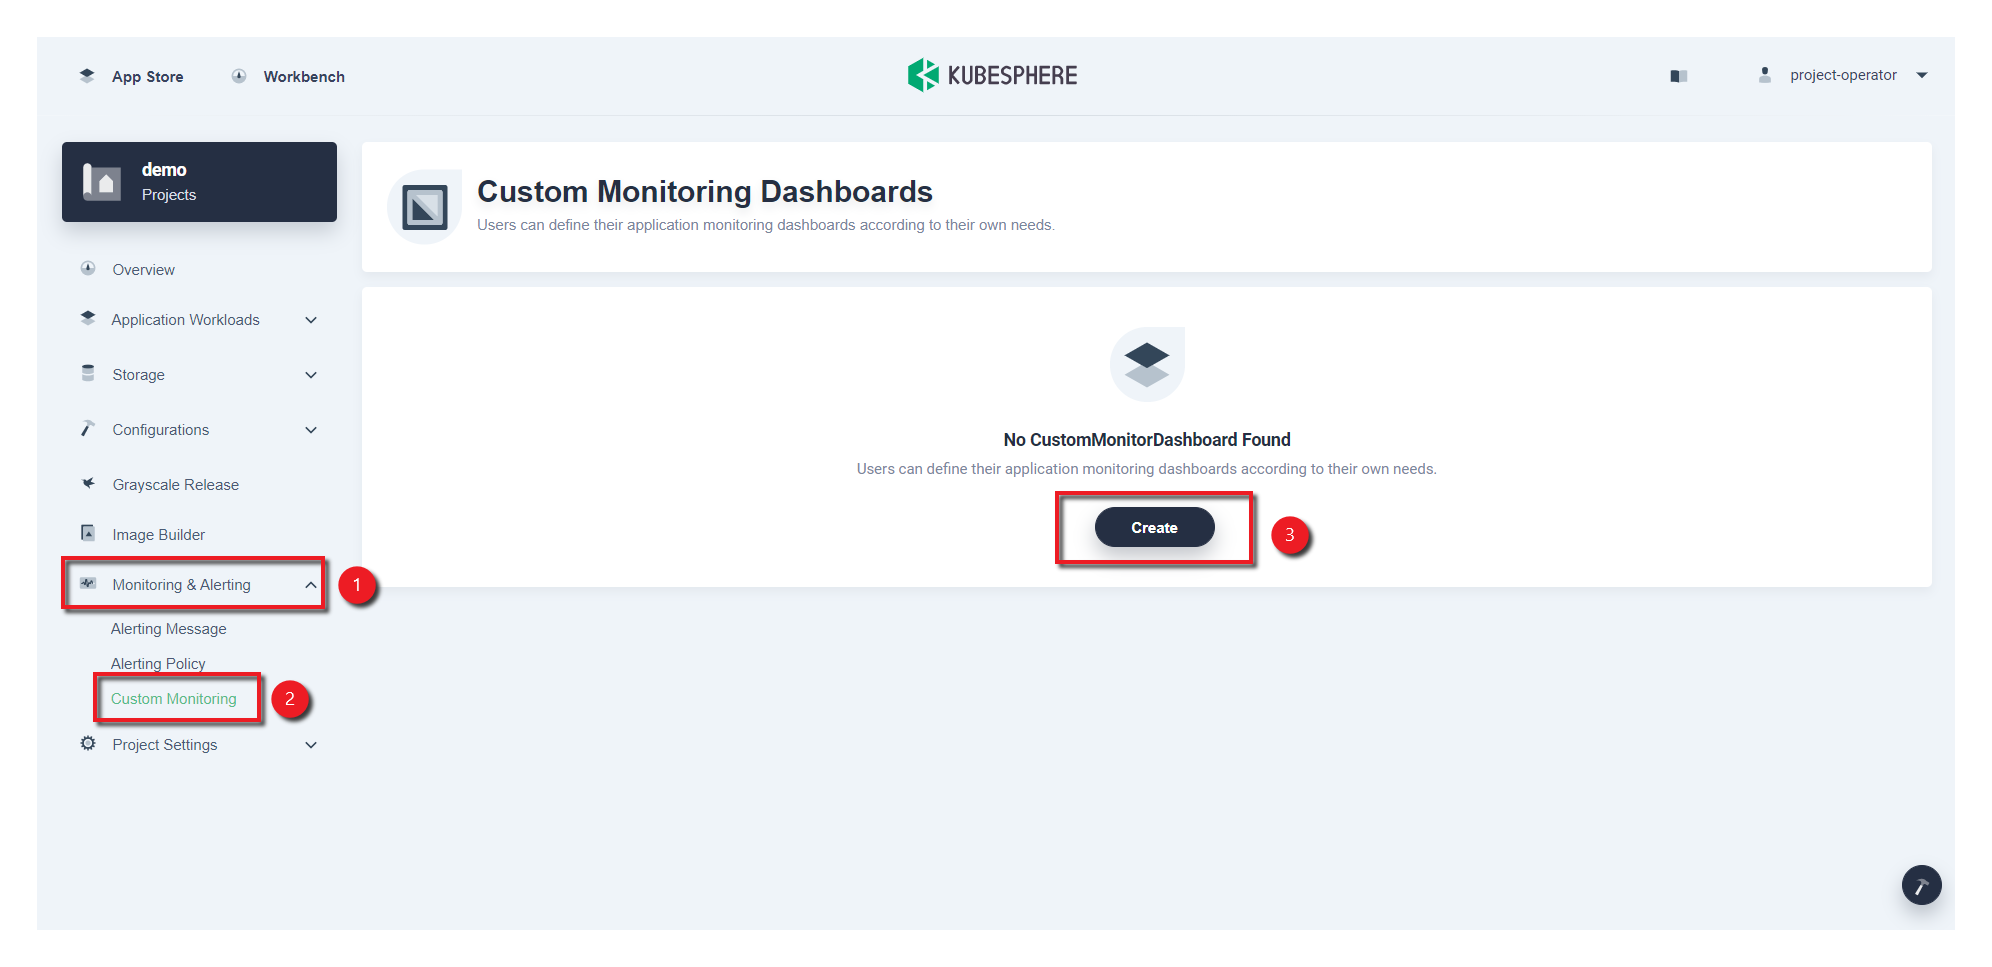 App Store
Workbench
KUBESPHERE
project-operator
demo
Projects
Overview
Application Workloads
Storage
Configurations
Grayscale Release
Image Builder
Monitoring & Alerting
1
Alerting Message
Alerting Policy
Custom Monitoring
2
Project Settings
Custom Monitoring Dashboards
Users can define their application monitoring dashboards according to their own needs.
No CustomMonitorDashboard Found
Users can define their application monitoring dashboards according to their own needs.
Create
3